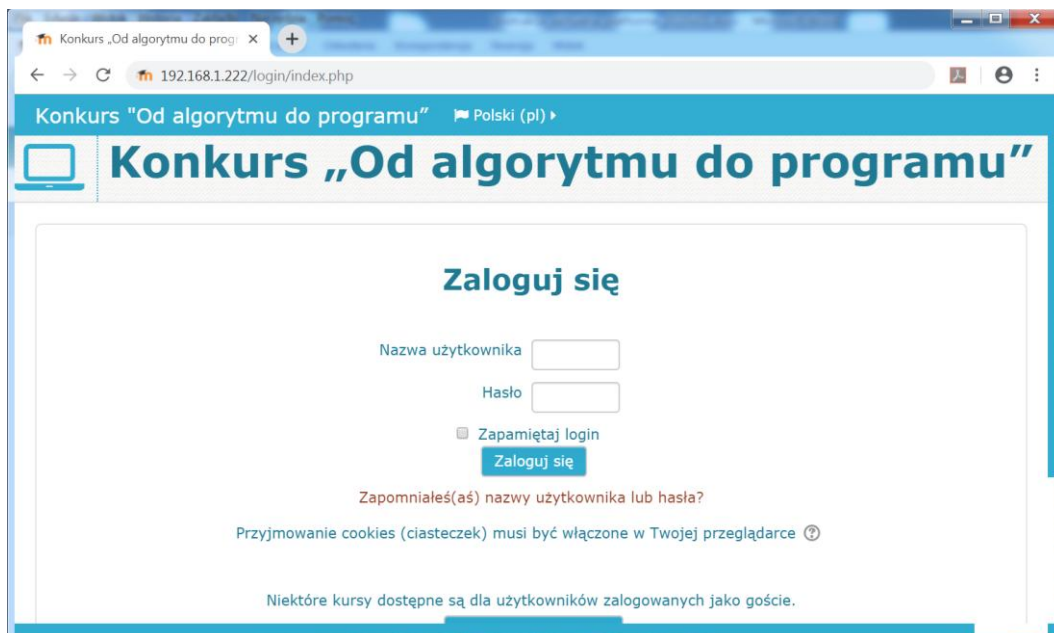 Konkurs „Od algorytmu do prog
192.168.1.222/login/index.php
Konkurs "Od algorytmu do programu” Polski (pl)
Konkurs „Od algorytmu do programu”
Zaloguj się
Nazwa użytkownika
Hasło
Zapamiętaj login
Zaloguj się
Zapomniałeś(aś) nazwy użytkownika lub hasła?
Przyjmowanie cookies (ciasteczek) musi być włączone w Twojej przeglądarce
Niektóre kursy dostępne są dla użytkowników zalogowanych jako goście.